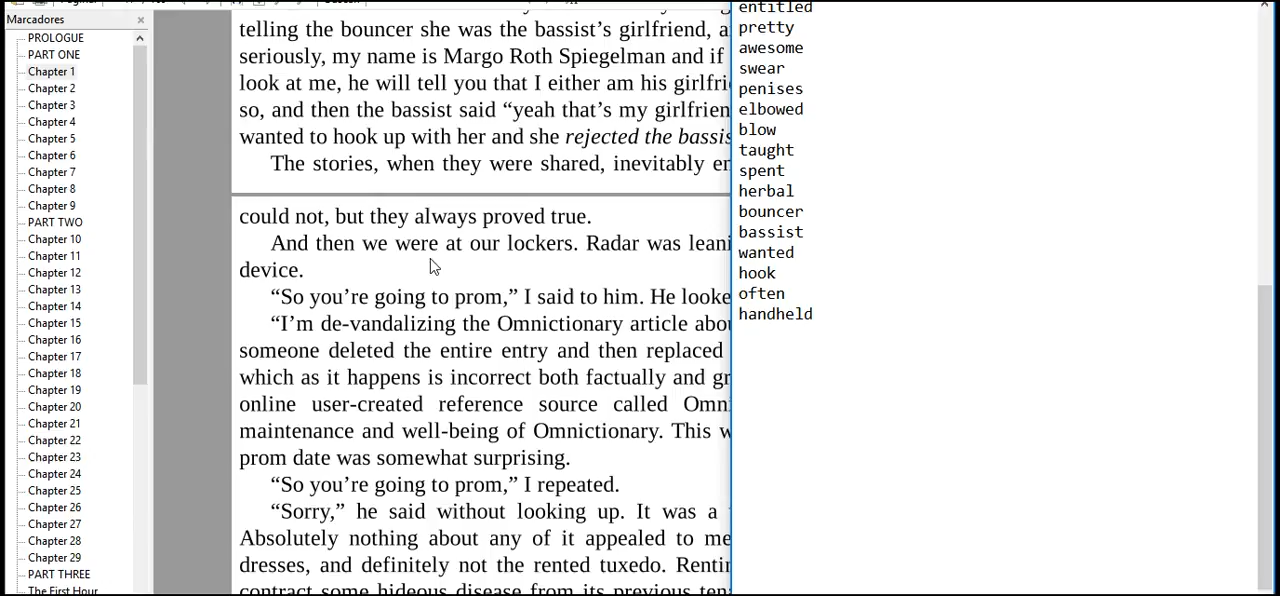 Marcadores
PROLOGUE
PART ONE
Chapter 1
Chapter 2
Chapter 3
Chapter 4
Chapter 5
Chapter 6
Chapter 7
Chapter 8
Chapter 9
PART TWO
Chapter 10
Chapter 11
Chapter 12
Chapter 13
Chapter 14
Chapter 15
Chapter 16
Chapter 17
Chapter 18
Chapter 19
Chapter 20
Chapter 21
Chapter 22
Chapter 23
Chapter 24
Chapter 25
Chapter 26
Chapter 27
Chapter 28
Chapter 29
PART THREE
The First Hour
telling the bouncer she was the bassist's girlfriend,
seriously, my name is Margo Roth Spiegelman and if
look at me, he will tell you that I either am his
so, and then the bassist said “yeah that's my
wanted to hook up with her and she rejected the
The stories, when they were shared, inevitably
could not, but they always proved true.
And then we were at our lockers. Radar was
device.
“So you're going to prom,” I said to him. He
“I'm de-vandalizing the Omnictionary article
someone deleted the entire entry and then replaced
which as it happens is incorrect both factually and
online user-created reference source called
maintenance and well-being of Omnictionary. This
prom date was somewhat surprising.
“So you're going to prom,” I repeated.
“Sorry,” he said without looking up. It was a
Absolutely nothing about any of it appealed to me
dresses, and definitely not the rented tuxedo.
contract some hideous disease from its previous
entitled
pretty
awesome
swear
penises
elbowed
blow
taught
spent
herbal
bouncer
bassist
wanted
hook
often
handheld